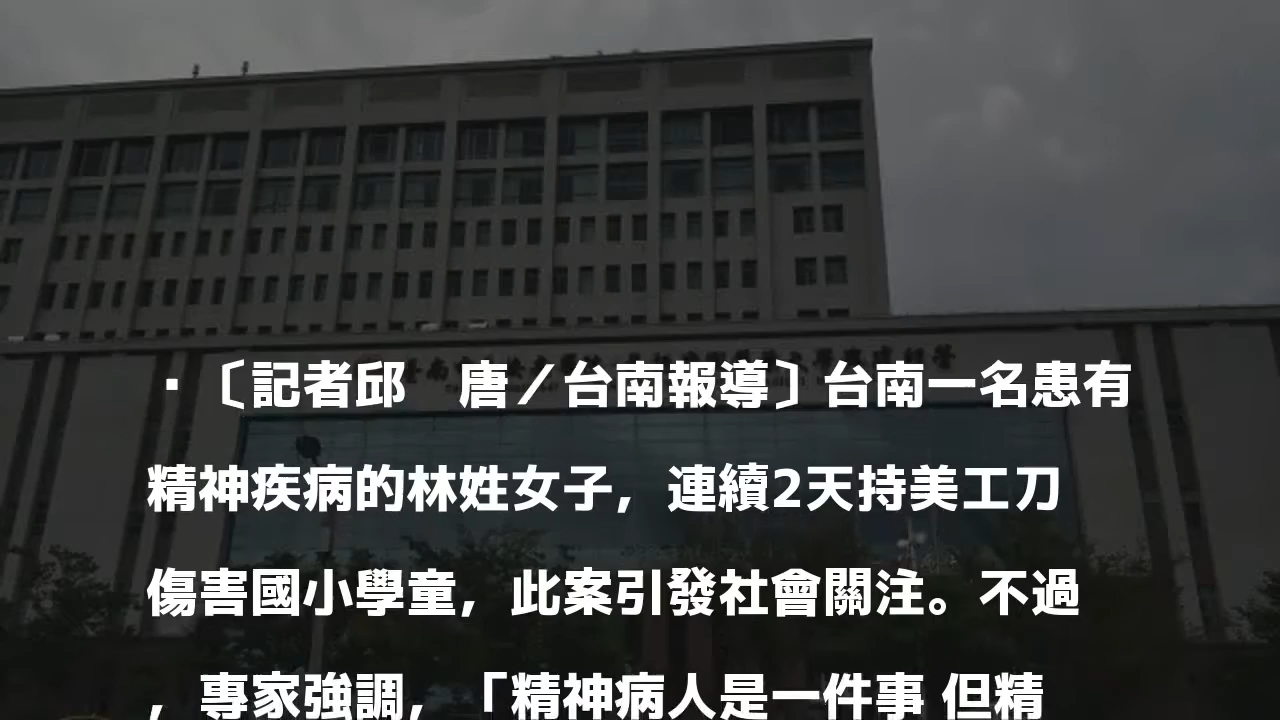 ・〔記者邱　唐／台南報導〕台南一名患有
精神疾病的林姓女子，連續2天持美工刀
傷害國小學童，此案引發社會關注。不過
，專家強調，「精神病人是一件事 但精